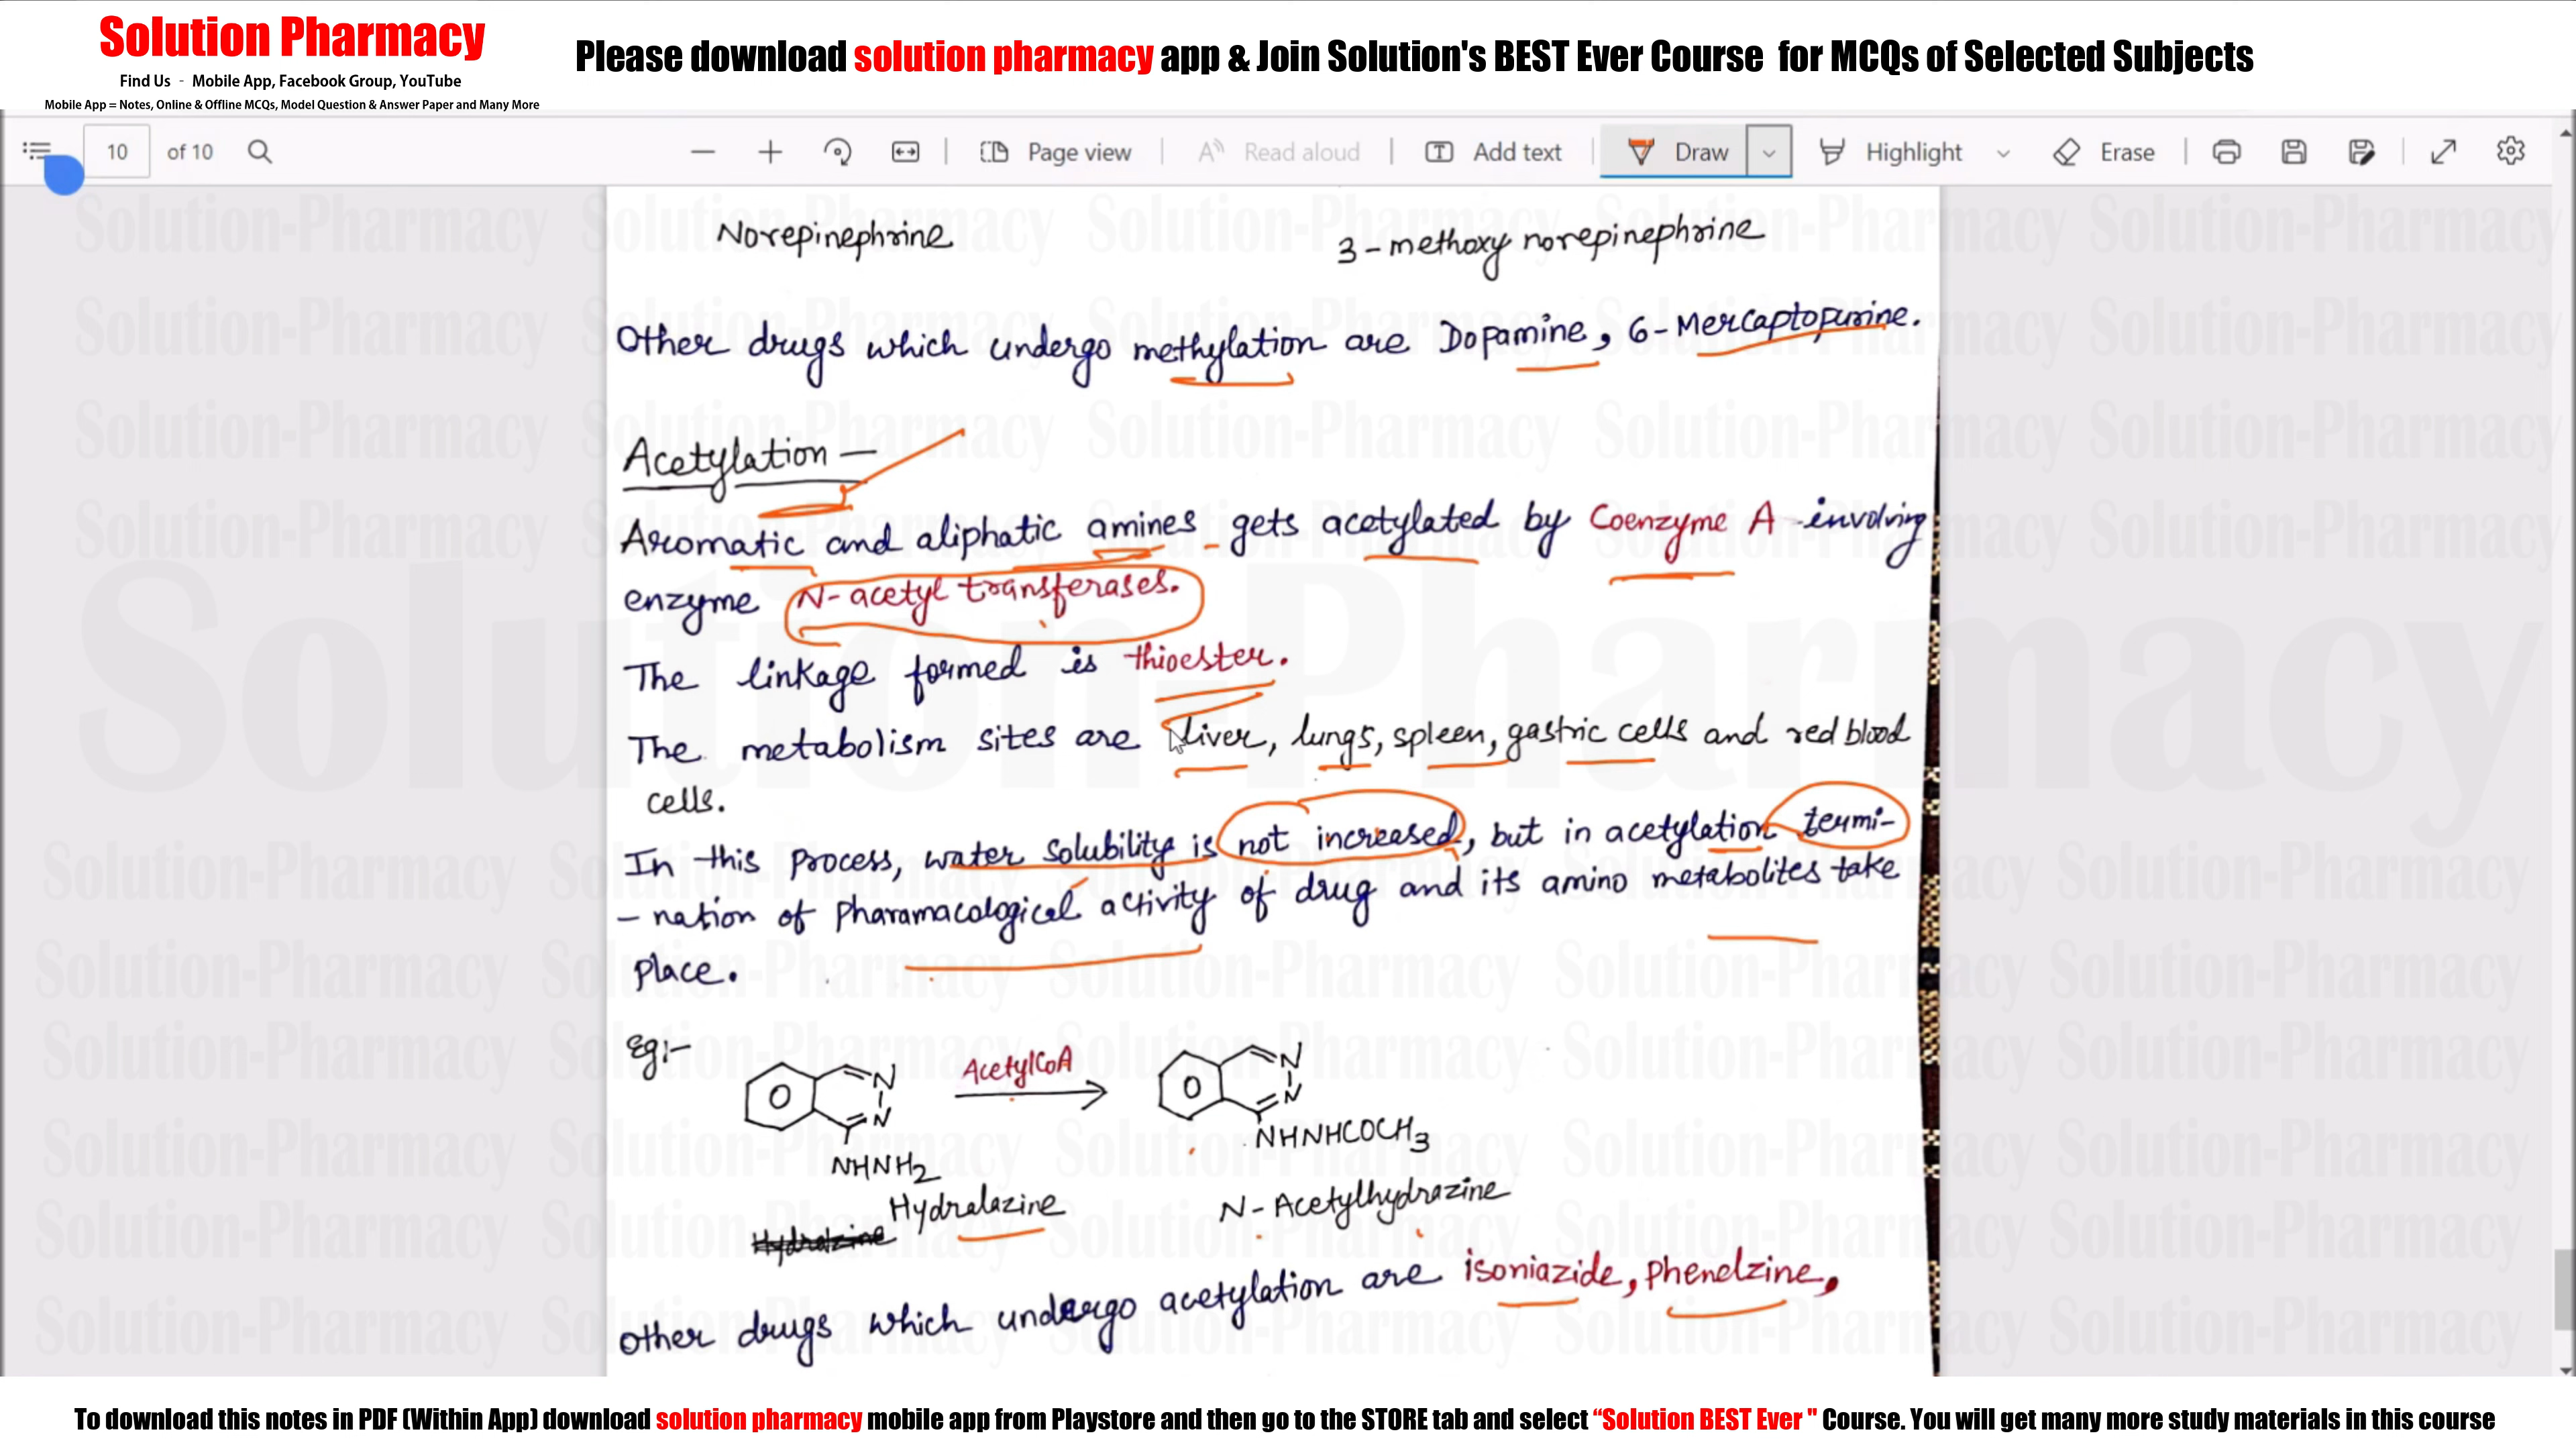 Solution Pharmacy
Find Us - Mobile App, Facebook Group, YouTube
Mobile App = Notes, Online & Offline MCQs, Model Question & Answer Paper and Many More
Please download solution pharmacy app & Join Solution's BEST Ever Course for MCQs of Selected Subjects
10 of 10 Page view Read aloud Add text Draw Highlight Erase
Norepinephrine 3-methoxy norepinephrine
Other drugs which undergo methylation are Dopamine, 6-Mercaptopurine.
Acetylation —
Aromatic and aliphatic amines gets acetylated by Coenzyme A involving
enzyme N-acetyl transferases.
The linkage formed is thioester.
The metabolism sites are liver, lungs, spleen, gastric cells and red blood
cells.
In this process, water solubility is not increased, but in acetylation termi-
-nation of pharamacological activity of drug and its amino metabolites take
place.
Eg:-
AcetylCoA
N N
N N
NHNH2 NHNHCOCH3
Hydralazine N-Acetylhydrazine
other drugs which undergo acetylation are isoniazide, phenelzine,
Solution-Pharmacy
To download this notes in PDF (Within App) download solution pharmacy mobile app from Playstore and then go to the STORE tab and select “Solution BEST Ever " Course. You will get many more study materials in this course